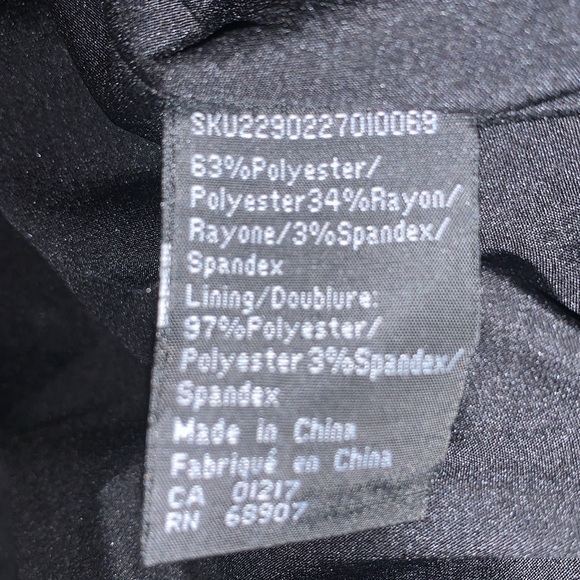 SKU2290227010069
63%Polyester/
Polyester34%Rayon/
Rayone/3%Spandex/
Spandex
Lining/Doublure:
97%Polyester/
Polyester3%Spandex/
Spandex
Made in China
Fabriqué en China
CA 01217
RN 68907